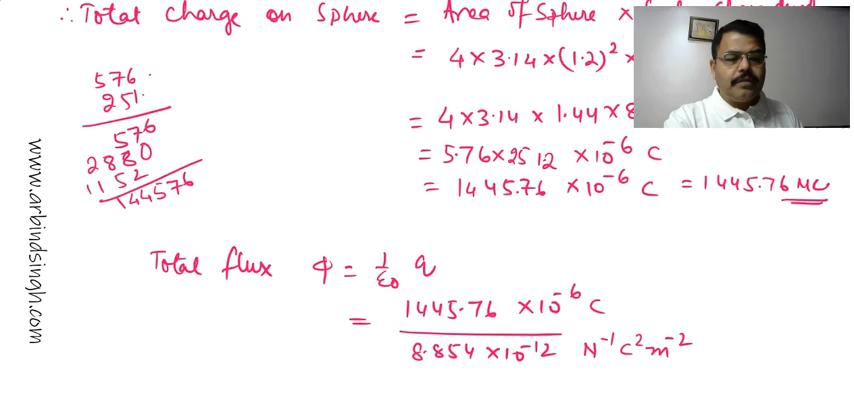 ∴ Total charge on Sphere = Area of Sphere ×
= 4 × 3.14 × (1.2)² ×
576
251
= 4 × 3.14 × 1.44 × 8
576
2880
1152
144576
= 5.76 × 2512 × 10⁻⁶ C
= 1445.76 × 10⁻⁶ C = 1445.76 μC
Total flux φ = 1/ε₀ q
= 1445.76 × 10⁻⁶ C
8.854 × 10⁻¹² N⁻¹ C² m⁻²
www.arbindsingh.com